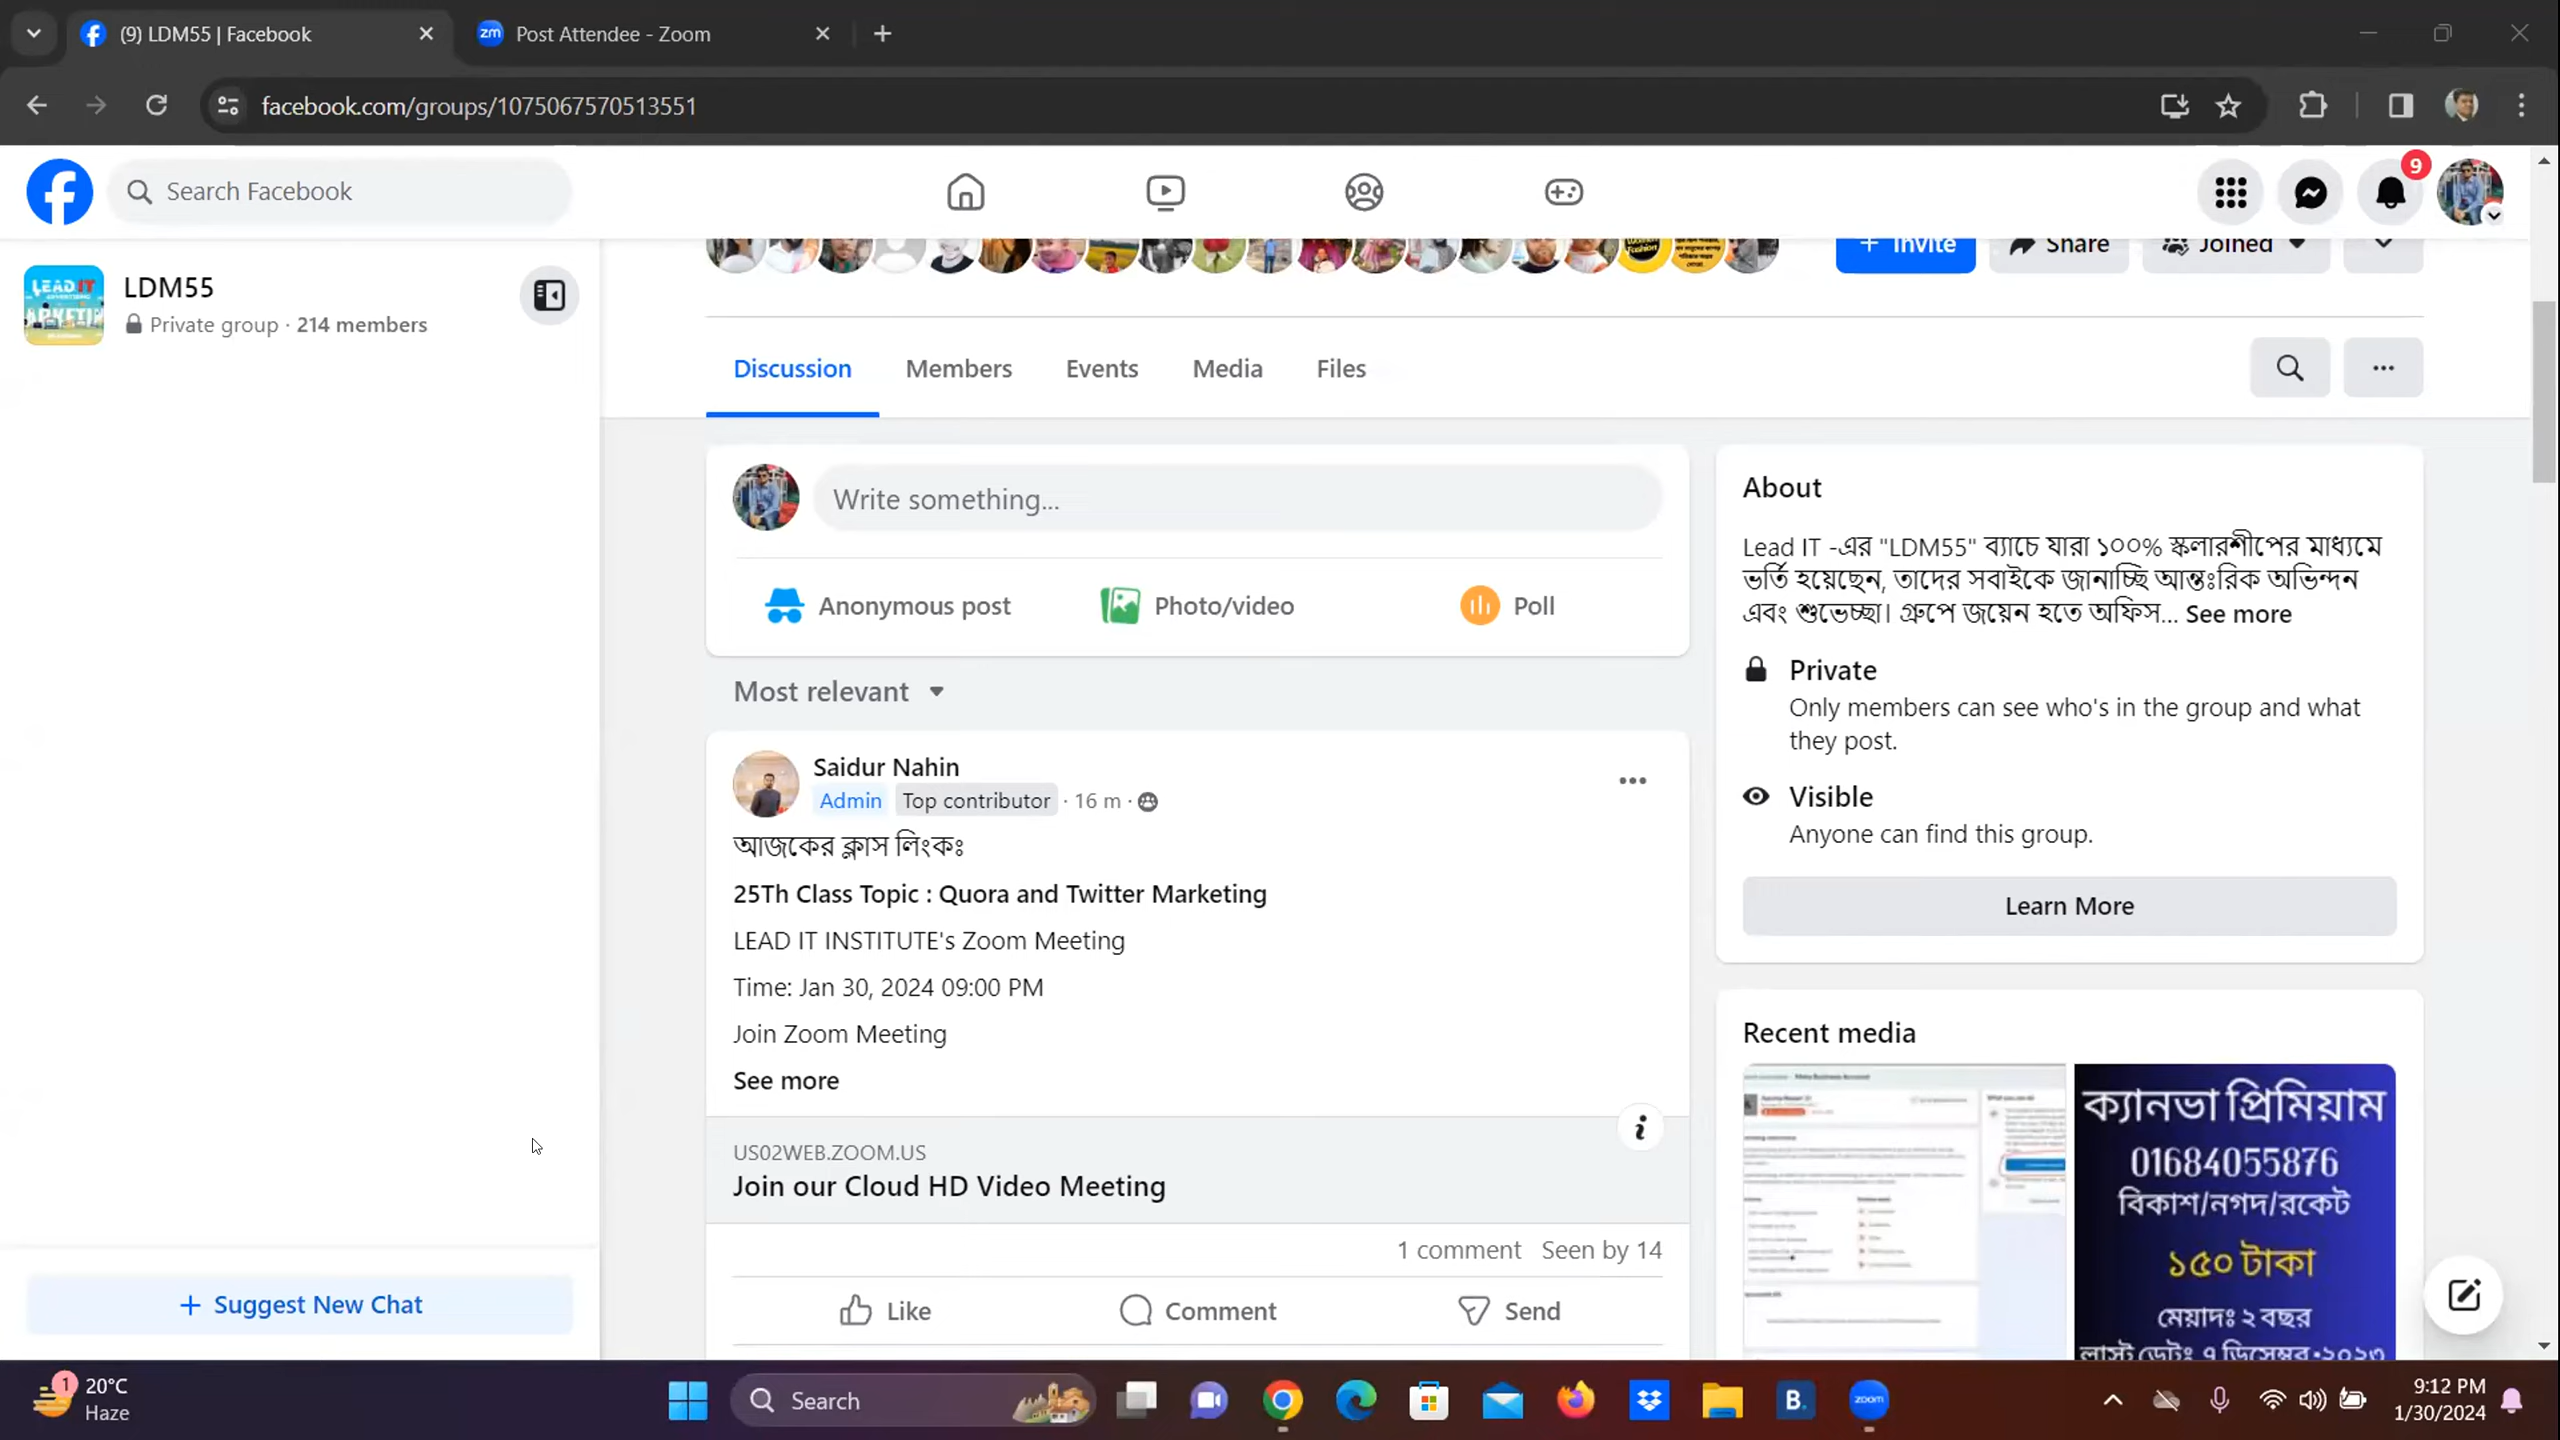 (9) LDM55 | Facebook
Post Attendee - Zoom
facebook.com/groups/1075067570513551
Search Facebook
9
LDM55
Private group · 214 members
Invite
Share
Joined
Discussion
Members
Events
Media
Files
Write something...
Anonymous post
Photo/video
Poll
Most relevant
Saidur Nahin
Admin Top contributor · 16 m ·
আজকের ক্লাস লিংকঃ
25Th Class Topic : Quora and Twitter Marketing
LEAD IT INSTITUTE's Zoom Meeting
Time: Jan 30, 2024 09:00 PM
Join Zoom Meeting
See more
US02WEB.ZOOM.US
Join our Cloud HD Video Meeting
1 comment Seen by 14
Like
Comment
Send
About
Lead IT -এর "LDM55" ব্যাচে যারা ১০০% স্কলারশীপের মাধ্যমে
ভর্তি হয়েছেন, তাদের সবাইকে জানাচ্ছি আন্তঃরিক অভিন্দন
এবং শুভেচ্ছা। গ্রুপে জয়েন হতে অফিস... See more
Private
Only members can see who's in the group and what
they post.
Visible
Anyone can find this group.
Learn More
Recent media
ক্যানভা প্রিমিয়াম
01684055876
বিকাশ/নগদ/রকেট
১৫০ টাকা
মেয়াদঃ ২ বছর
লাস্ট ডেটঃ ৭ ডিসেম্বর-২০২৩
Suggest New Chat
1
20°C
Haze
Search
zoom
9:12 PM
1/30/2024